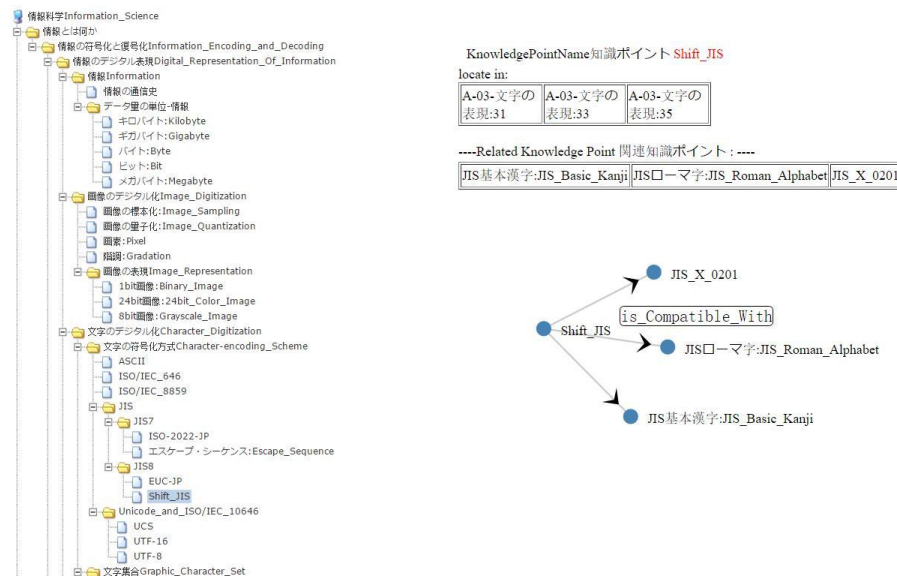 情報科学Information_Science
情報とは何か
情報の符号化と復号化Information_Encoding_and_Decoding
情報のデジタル表現Digital_Representation_Of_Information
情報Information
情報の通信史
データ量の単位-情報
キロバイト:Kilobyte
ギガバイト:Gigabyte
バイト:Byte
ビット:Bit
メガバイト:Megabyte
画像のデジタル化Image_Digitization
画像の標本化:Image_Sampling
画像の量子化:Image_Quantization
画素:Pixel
階調:Gradation
画像の表現Image_Representation
1bit画像:Binary_Image
24bit画像:24bit_Color_Image
8bit画像:Grayscale_Image
文字のデジタル化Character_Digitization
文字の符号化方式Character-encoding_Scheme
ASCII
ISO/IEC_646
ISO/IEC_8859
JIS
JIS7
ISO-2022-JP
エスケープ・シーケンス:Escape_Sequence
JIS8
EUC-JP
Shift_JIS
Unicode_and_ISO/IEC_10646
UCS
UTF-16
UTF-8
文字集合Graphic_Character_Set
KnowledgePointName知識ポイント Shift_JIS
locate in:
A-03-文字の表現:31 A-03-文字の表現:33 A-03-文字の表現:35
----Related Knowledge Point 関連知識ポイント : ----
JIS基本漢字:JIS_Basic_Kanji JISローマ字:JIS_Roman_Alphabet JIS_X_0201
JIS_X_0201
is_Compatible_With
Shift_JIS
JISローマ字:JIS_Roman_Alphabet
JIS基本漢字:JIS_Basic_Kanji